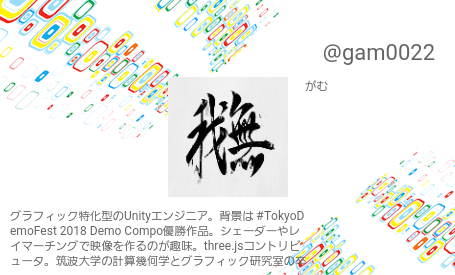 @gam0022
がむ
我無
グラフィック特化型のUnityエンジニア。背景は #TokyoD
emoFest 2018 Demo Compo優勝作品。シェーダーやレ
イマーチングで映像を作るのが趣味。three.jsコントリビ
ュータ。筑波大学の計算幾何学とグラフィック研究室の卒